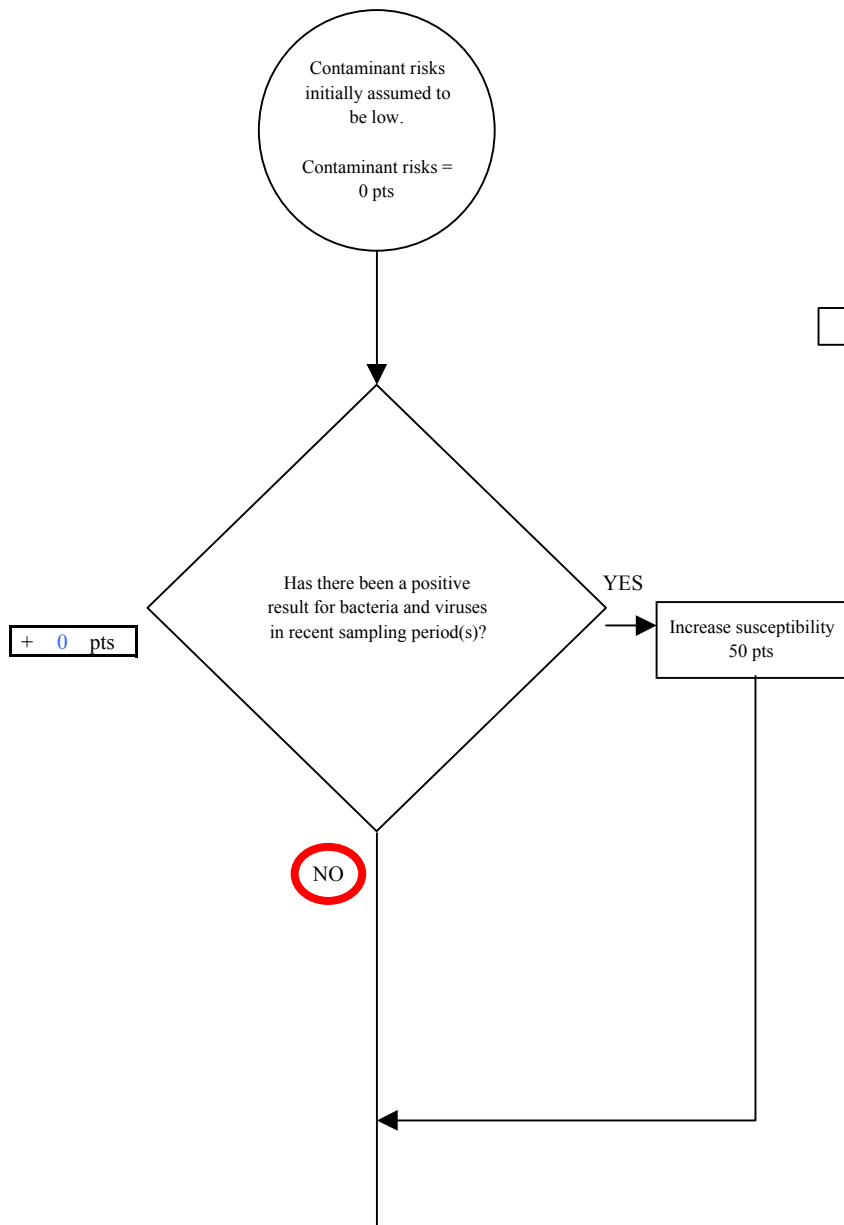 Contaminant risks
initially assumed to
be low.
Contaminant risks =
0 pts
Has there been a positive
result for bacteria and viruses
in recent sampling period(s)?
YES
+ 0 pts
Increase susceptibility
50 pts
NO